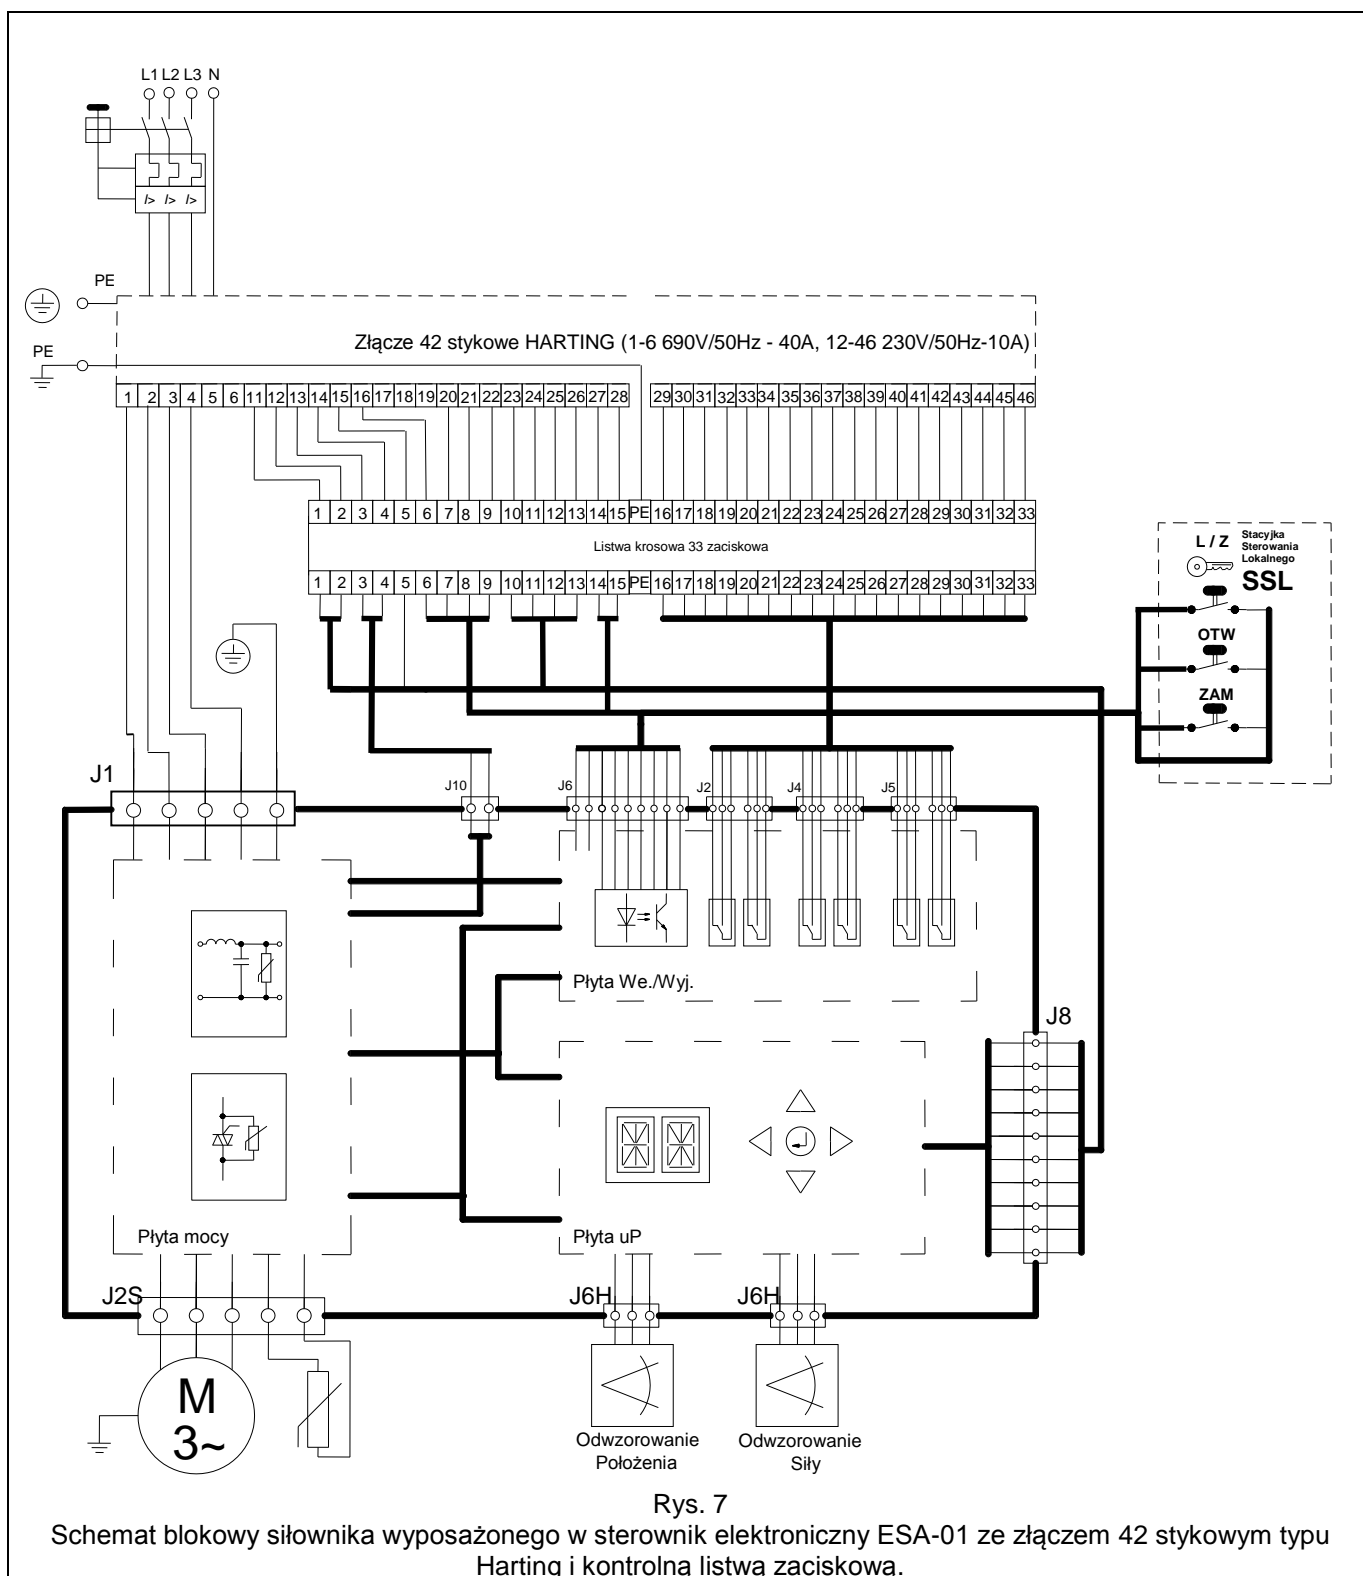 L1 L2 L3 N
I> I> I>
PE
Złącze 42 stykowe HARTING (1-6 690V/50Hz - 40A, 12-46 230V/50Hz-10A)
PE
1 2 3 4 5 6 11 12 13 14 15 16 17 18 19 20 21 22 23 24 25 26 27 28 29 30 31 32 33 34 35 36 37 38 39 40 41 42 43 44 45 46
1 2 3 4 5 6 7 8 9 10 11 12 13 14 15 PE 16 17 18 19 20 21 22 23 24 25 26 27 28 29 30 31 32 33
Listwa krosowa 33 zaciskowa
1 2 3 4 5 6 7 8 9 10 11 12 13 14 15 PE 16 17 18 19 20 21 22 23 24 25 26 27 28 29 30 31 32 33
L / Z
Stacyjka
Sterowania
Lokalnego
SSL
OTW
ZAM
J1
J10
J6
J2
J4
J5
Płyta We./Wyj.
J8
Płyta mocy
Płyta uP
J2S
J6H
J6H
M
3~
Odwzorowanie
Położenia
Odwzorowanie
Siły
Rys. 7
Schemat blokowy siłownika wyposażonego w sterownik elektroniczny ESA-01 ze złączem 42 stykowym typu
Harting i kontrolną listwą zaciskową.